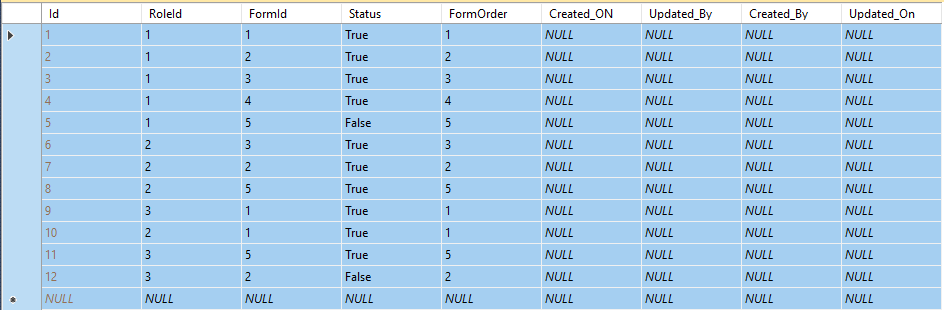 Id RoleId FormId Status FormOrder Created_ON Updated_By Created_By Updated_On
1 1 1 True 1 NULL NULL NULL NULL
2 1 2 True 2 NULL NULL NULL NULL
3 1 3 True 3 NULL NULL NULL NULL
4 1 4 True 4 NULL NULL NULL NULL
5 1 5 False 5 NULL NULL NULL NULL
6 2 3 True 3 NULL NULL NULL NULL
7 2 2 True 2 NULL NULL NULL NULL
8 2 5 True 5 NULL NULL NULL NULL
9 3 1 True 1 NULL NULL NULL NULL
10 2 1 True 1 NULL NULL NULL NULL
11 3 5 True 5 NULL NULL NULL NULL
12 3 2 False 2 NULL NULL NULL NULL
NULL NULL NULL NULL NULL NULL NULL NULL NULL